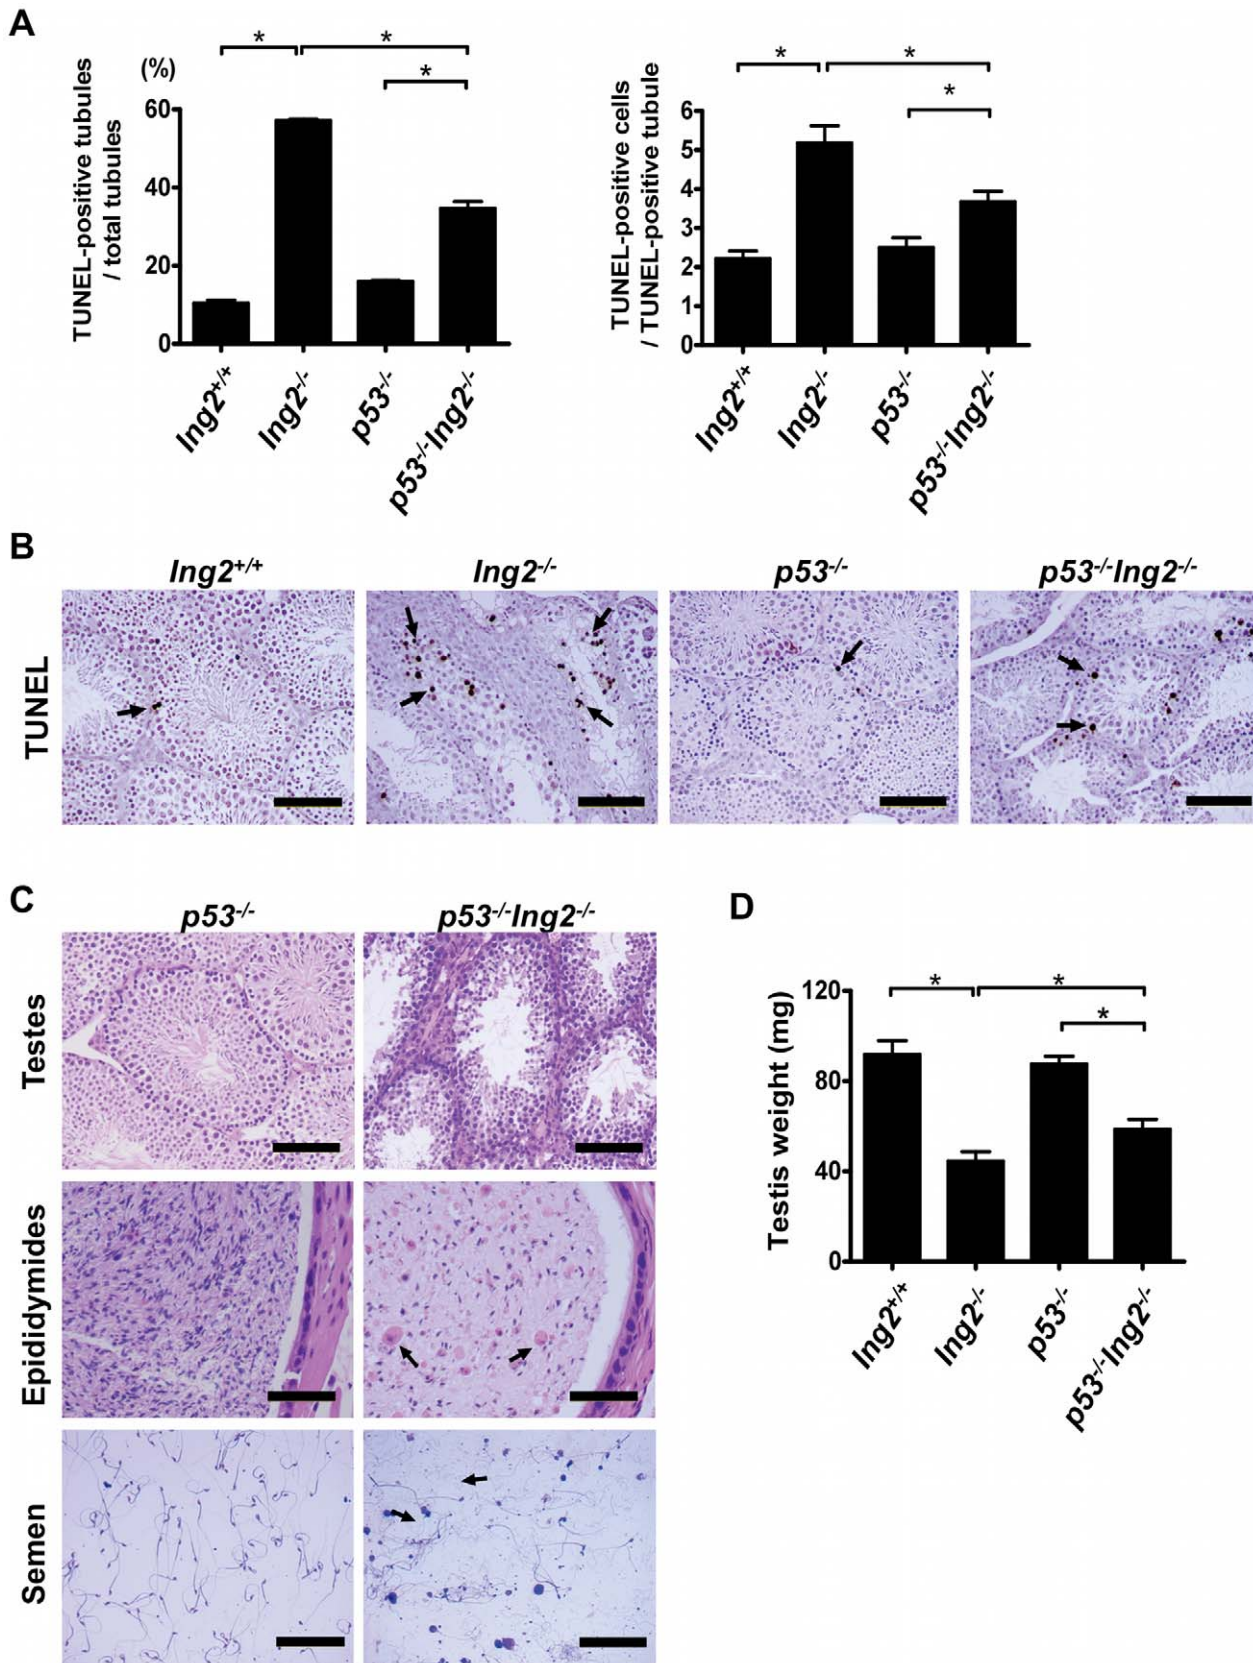 A
(%)
TUNEL-positive tubules
/ total tubules
60
40
20
0
* * *
Ing2+/+
Ing2-/-
p53-/-
p53-/-Ing2-/-
TUNEL-positive cells
/ TUNEL-positive tubule
6
5
4
3
2
1
0
* * *
Ing2+/+
Ing2-/-
p53-/-
p53-/-Ing2-/-
B
Ing2+/+
Ing2-/-
p53-/-
p53-/-Ing2-/-
TUNEL
C
p53-/-
p53-/-Ing2-/-
Testes
Epididymides
Semen
D
Testis weight (mg)
120
80
40
0
* * *
Ing2+/+
Ing2-/-
p53-/-
p53-/-Ing2-/-